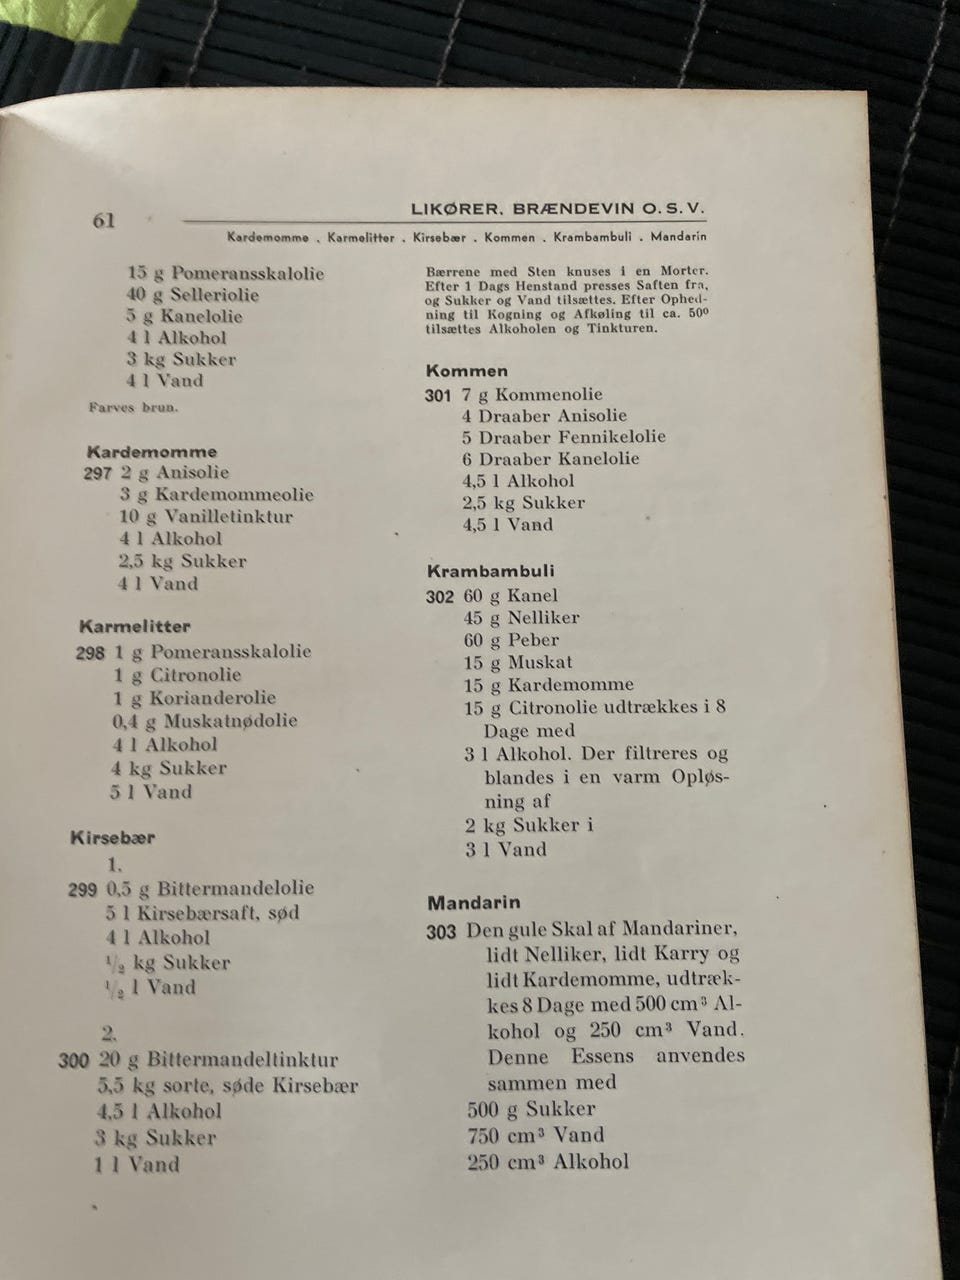 61
LIKØRER, BRÆNDEVIN O.S.V.
Kardemomme . Karmelitter . Kirsebær . Kommen . Krambambuli . Mandarin
15 g Pomeransskalolie
40 g Selleriolie
5 g Kanelolie
4 l Alkohol
3 kg Sukker
4 l Vand
Farves brun.
Kardemomme
297 2 g Anisolie
3 g Kardemommeolie
10 g Vanilletinktur
4 l Alkohol
2,5 kg Sukker
4 l Vand
Karmelitter
298 1 g Pomeransskalolie
1 g Citronolie
1 g Korianderolie
0,4 g Muskatnødolie
4 l Alkohol
4 kg Sukker
5 l Vand
Kirsebær
1.
299 0,5 g Bittermandelolie
5 l Kirsebærsaft, sød
4 l Alkohol
1/2 kg Sukker
1/2 l Vand
2.
300 20 g Bittermandeltinktur
5,5 kg sorte, søde Kirsebær
4,5 l Alkohol
3 kg Sukker
1 l Vand
Bærrene med Sten knuses i en Morter.
Efter 1 Dags Henstand presses Saften fra,
og Sukker og Vand tilsættes. Efter Ophed-
ning til Kogning og Afkøling til ca. 50⁰
tilsættes Alkoholen og Tinkturen.
Kommen
301 7 g Kommenolie
4 Draaber Anisolie
5 Draaber Fennikelolie
6 Draaber Kanelolie
4,5 l Alkohol
2,5 kg Sukker
4,5 l Vand
Krambambuli
302 60 g Kanel
45 g Nelliker
60 g Peber
15 g Muskat
15 g Kardemomme
15 g Citronolie udtrækkes i 8
Dage med
3 l Alkohol. Der filtreres og
blandes i en varm Opløs-
ning af
2 kg Sukker i
3 l Vand
Mandarin
303 Den gule Skal af Mandariner,
lidt Nelliker, lidt Karry og
lidt Kardemomme, udtræk-
kes 8 Dage med 500 cm³ Al-
kohol og 250 cm³ Vand.
Denne Essens anvendes
sammen med
500 g Sukker
750 cm³ Vand
250 cm³ Alkohol